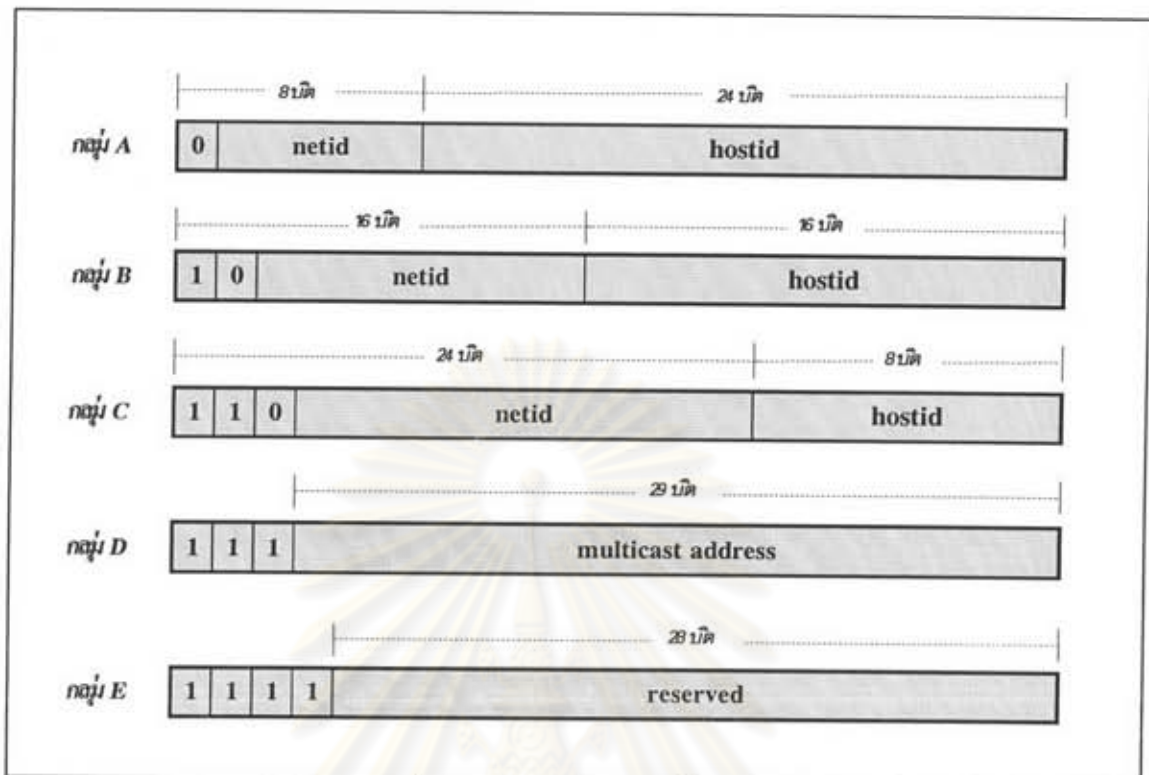 8 บิต 24 บิต
กลุ่ม A 0 netid hostid
16 บิต 16 บิต
กลุ่ม B 1 0 netid hostid
24 บิต 8 บิต
กลุ่ม C 1 1 0 netid hostid
29 บิต
กลุ่ม D 1 1 1 multicast address
28 บิต
กลุ่ม E 1 1 1 1 reserved